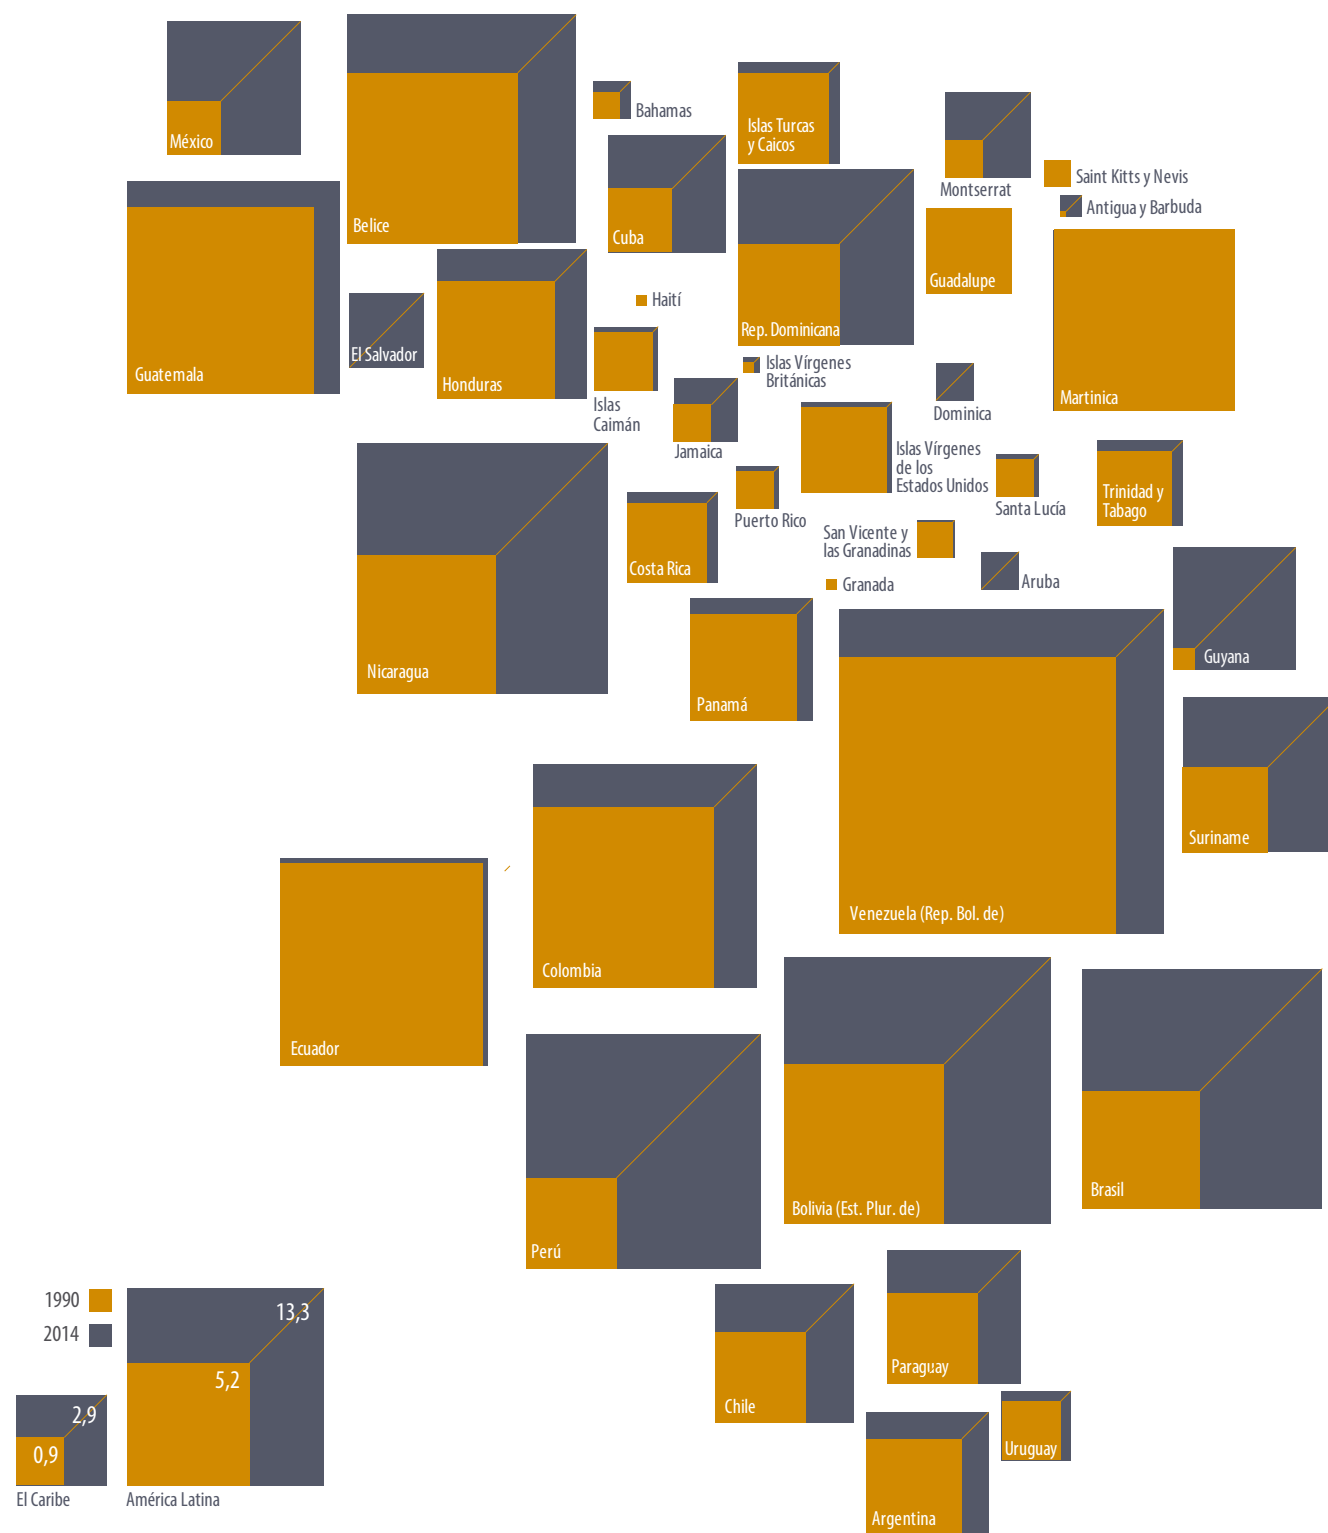 México
Belice
Bahamas
Islas Turcas
y Caicos
Cuba
Montserrat
Saint Kitts y Nevis
Antigua y Barbuda
Guatemala
El Salvador
Honduras
Haití
Rep. Dominicana
Guadalupe
Martinica
Islas
Caimán
Islas Vírgenes
Británicas
Jamaica
Dominica
Nicaragua
Costa Rica
Puerto Rico
Islas Vírgenes
de los
Estados Unidos
Santa Lucía
Trinidad y
Tabago
San Vicente y
las Granadinas
Granada
Aruba
Panamá
Guyana
Venezuela (Rep. Bol. de)
Suriname
Colombia
Ecuador
Perú
Bolivia (Est. Plur. de)
Brasil
Chile
Paraguay
Uruguay
Argentina
1990
2014
13,3
5,2
2,9
0,9
El Caribe
América Latina